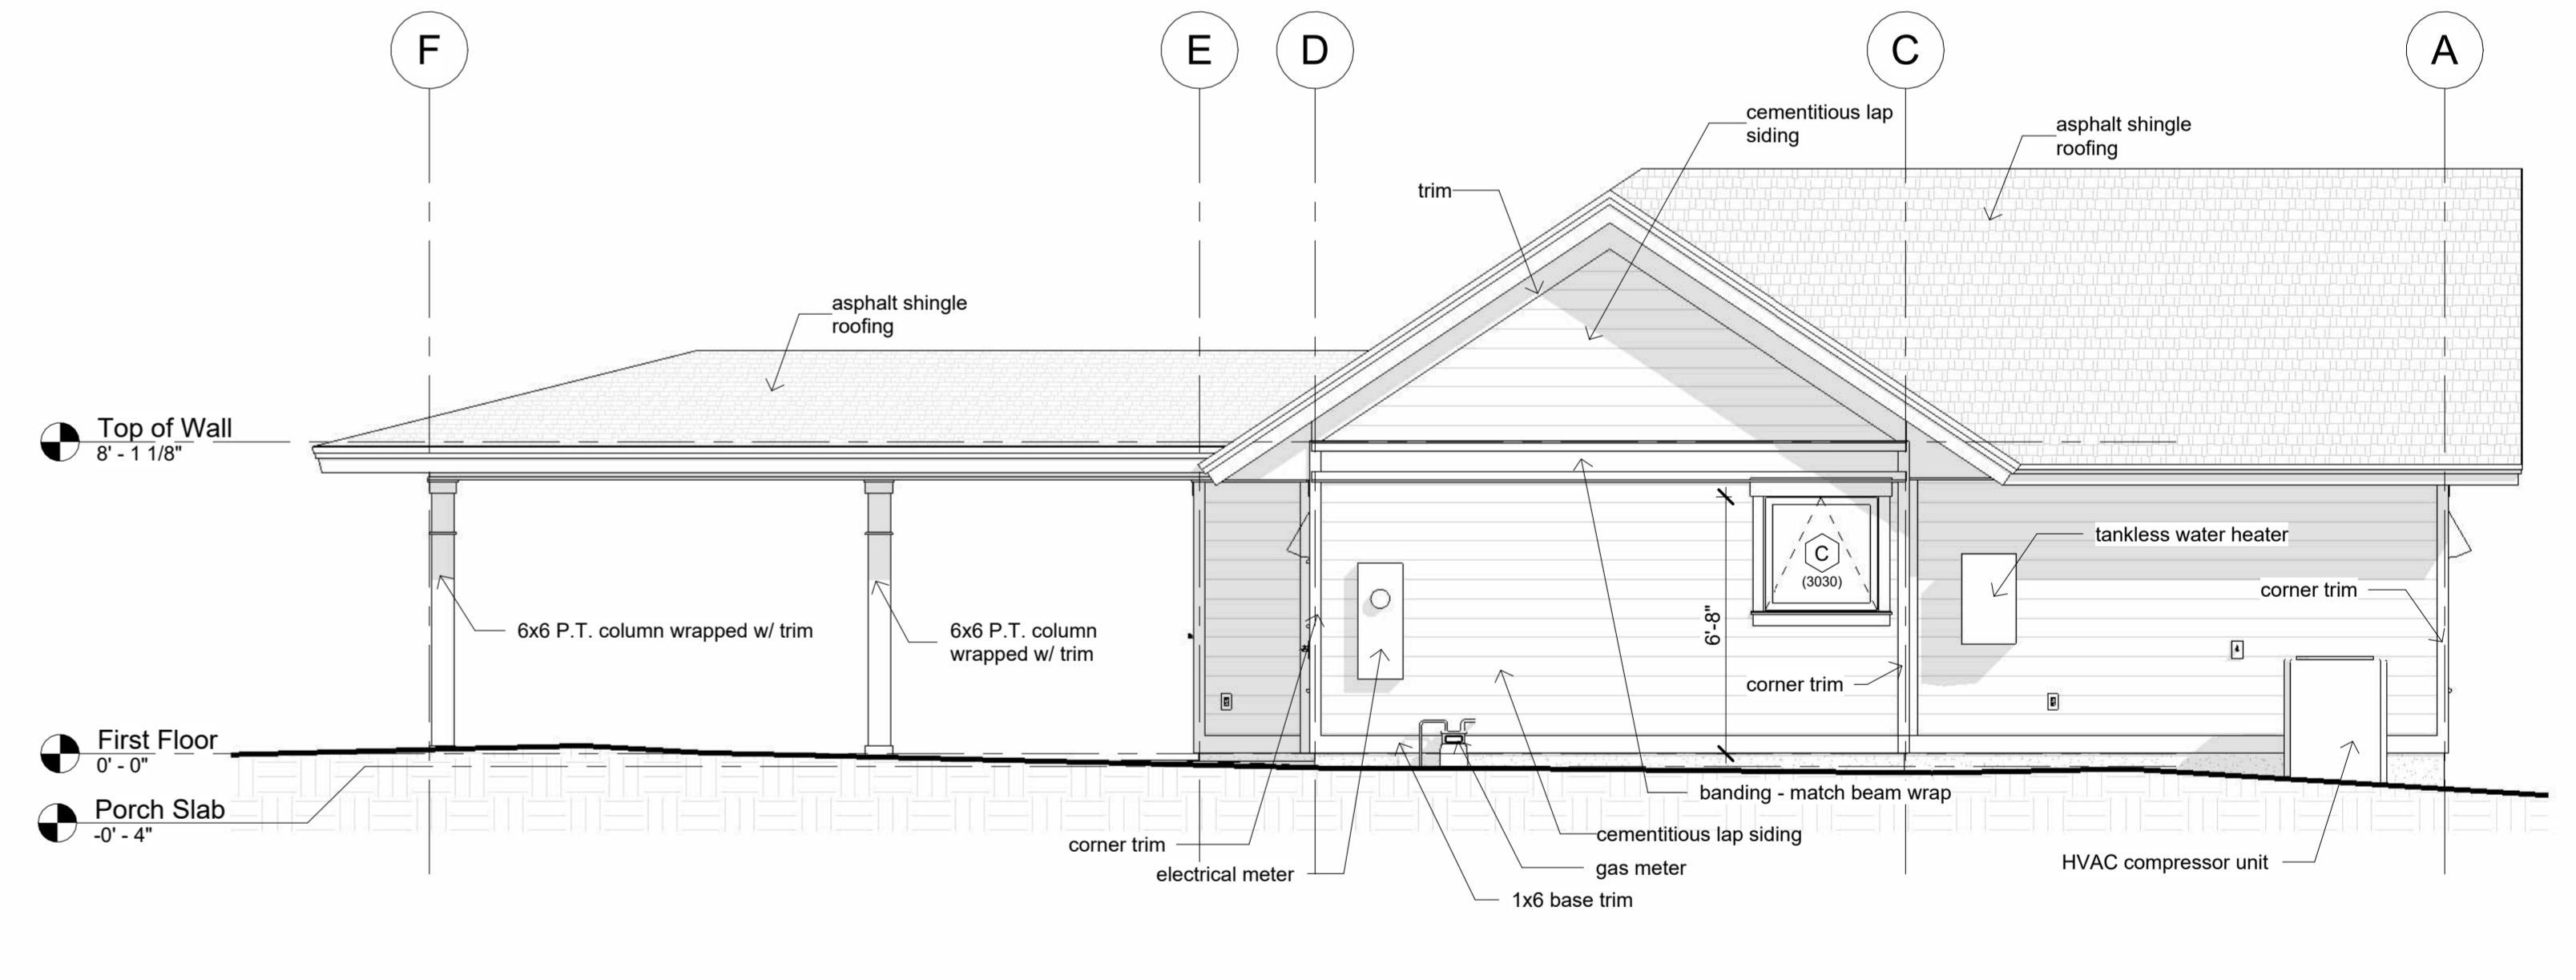 F
E
D
C
A
cementitious lap
siding
asphalt shingle
roofing
trim
asphalt shingle
roofing
Top of Wall
8' - 1 1/8"
tankless water heater
C
(3030)
corner trim
6x6 P.T. column wrapped w/ trim
6x6 P.T. column
wrapped w/ trim
6'-8"
corner trim
First Floor
0' - 0"
Porch Slab
-0' - 4"
banding - match beam wrap
cementitious lap siding
corner trim
electrical meter
gas meter
HVAC compressor unit
1x6 base trim